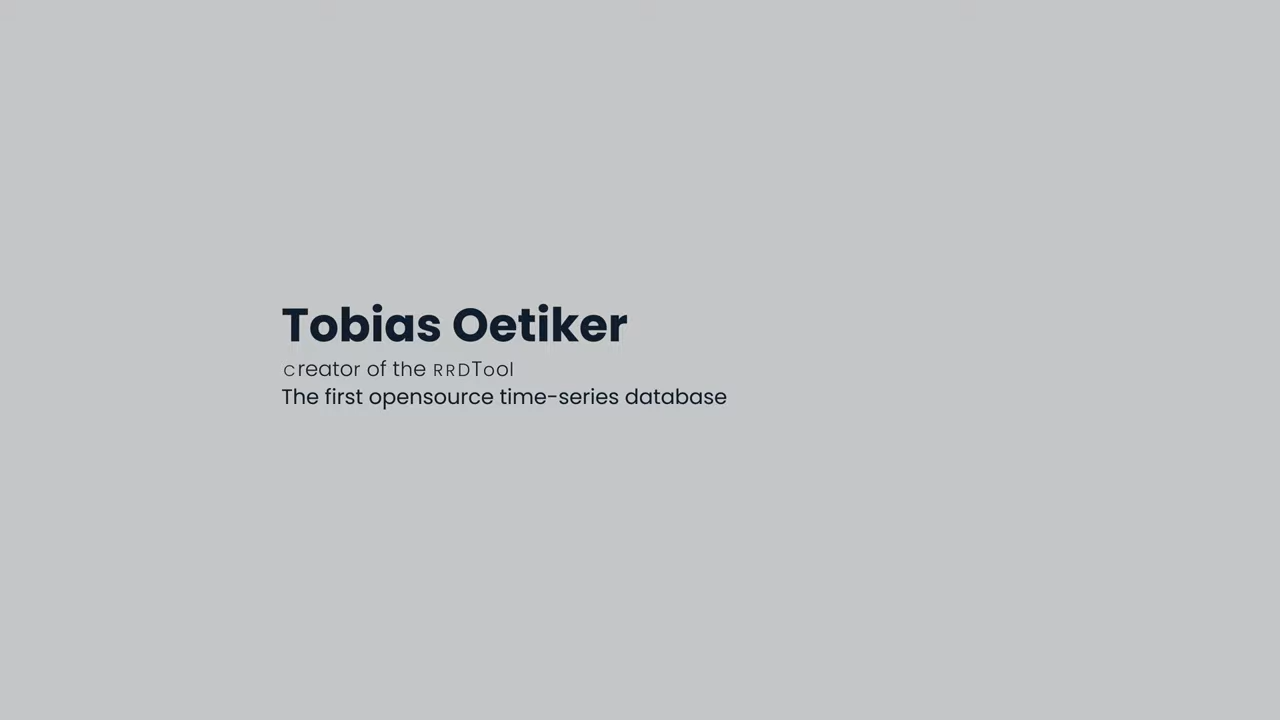 Tobias Oetiker
creator of the RRDTool
The first opensource time-series database